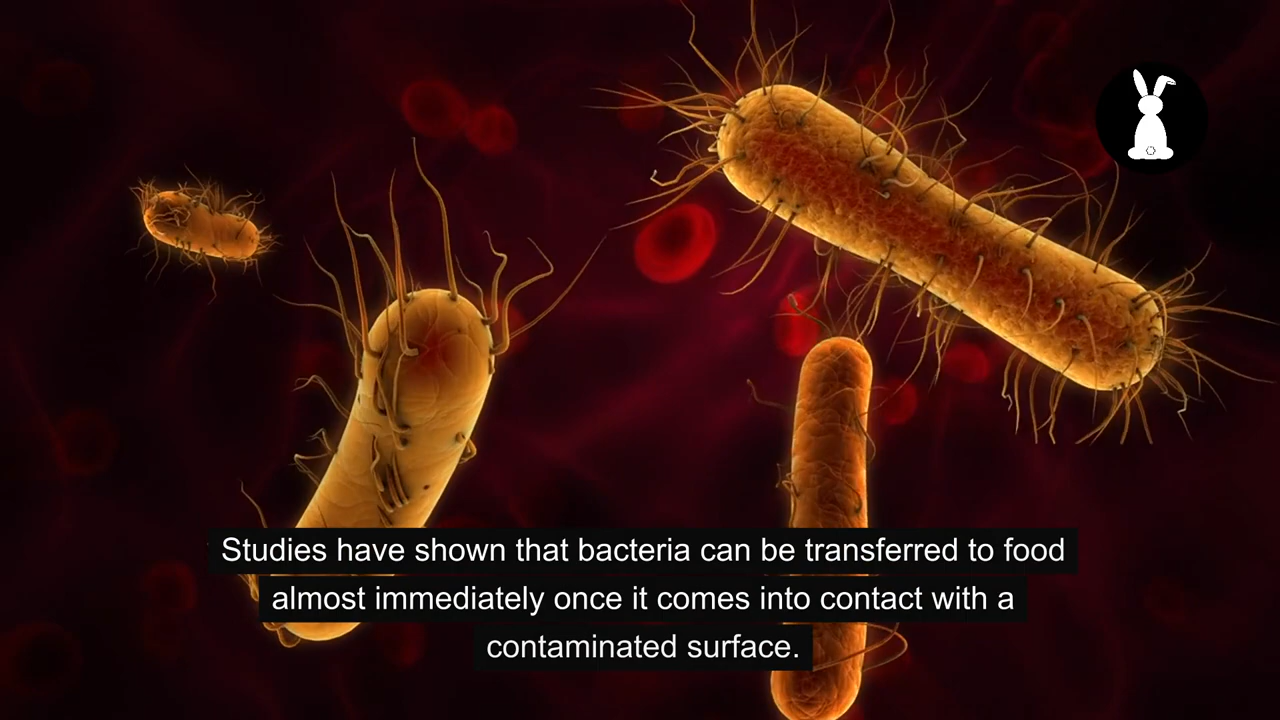 Studies have shown that bacteria can be transferred to food
almost immediately once it comes into contact with a
contaminated surface.